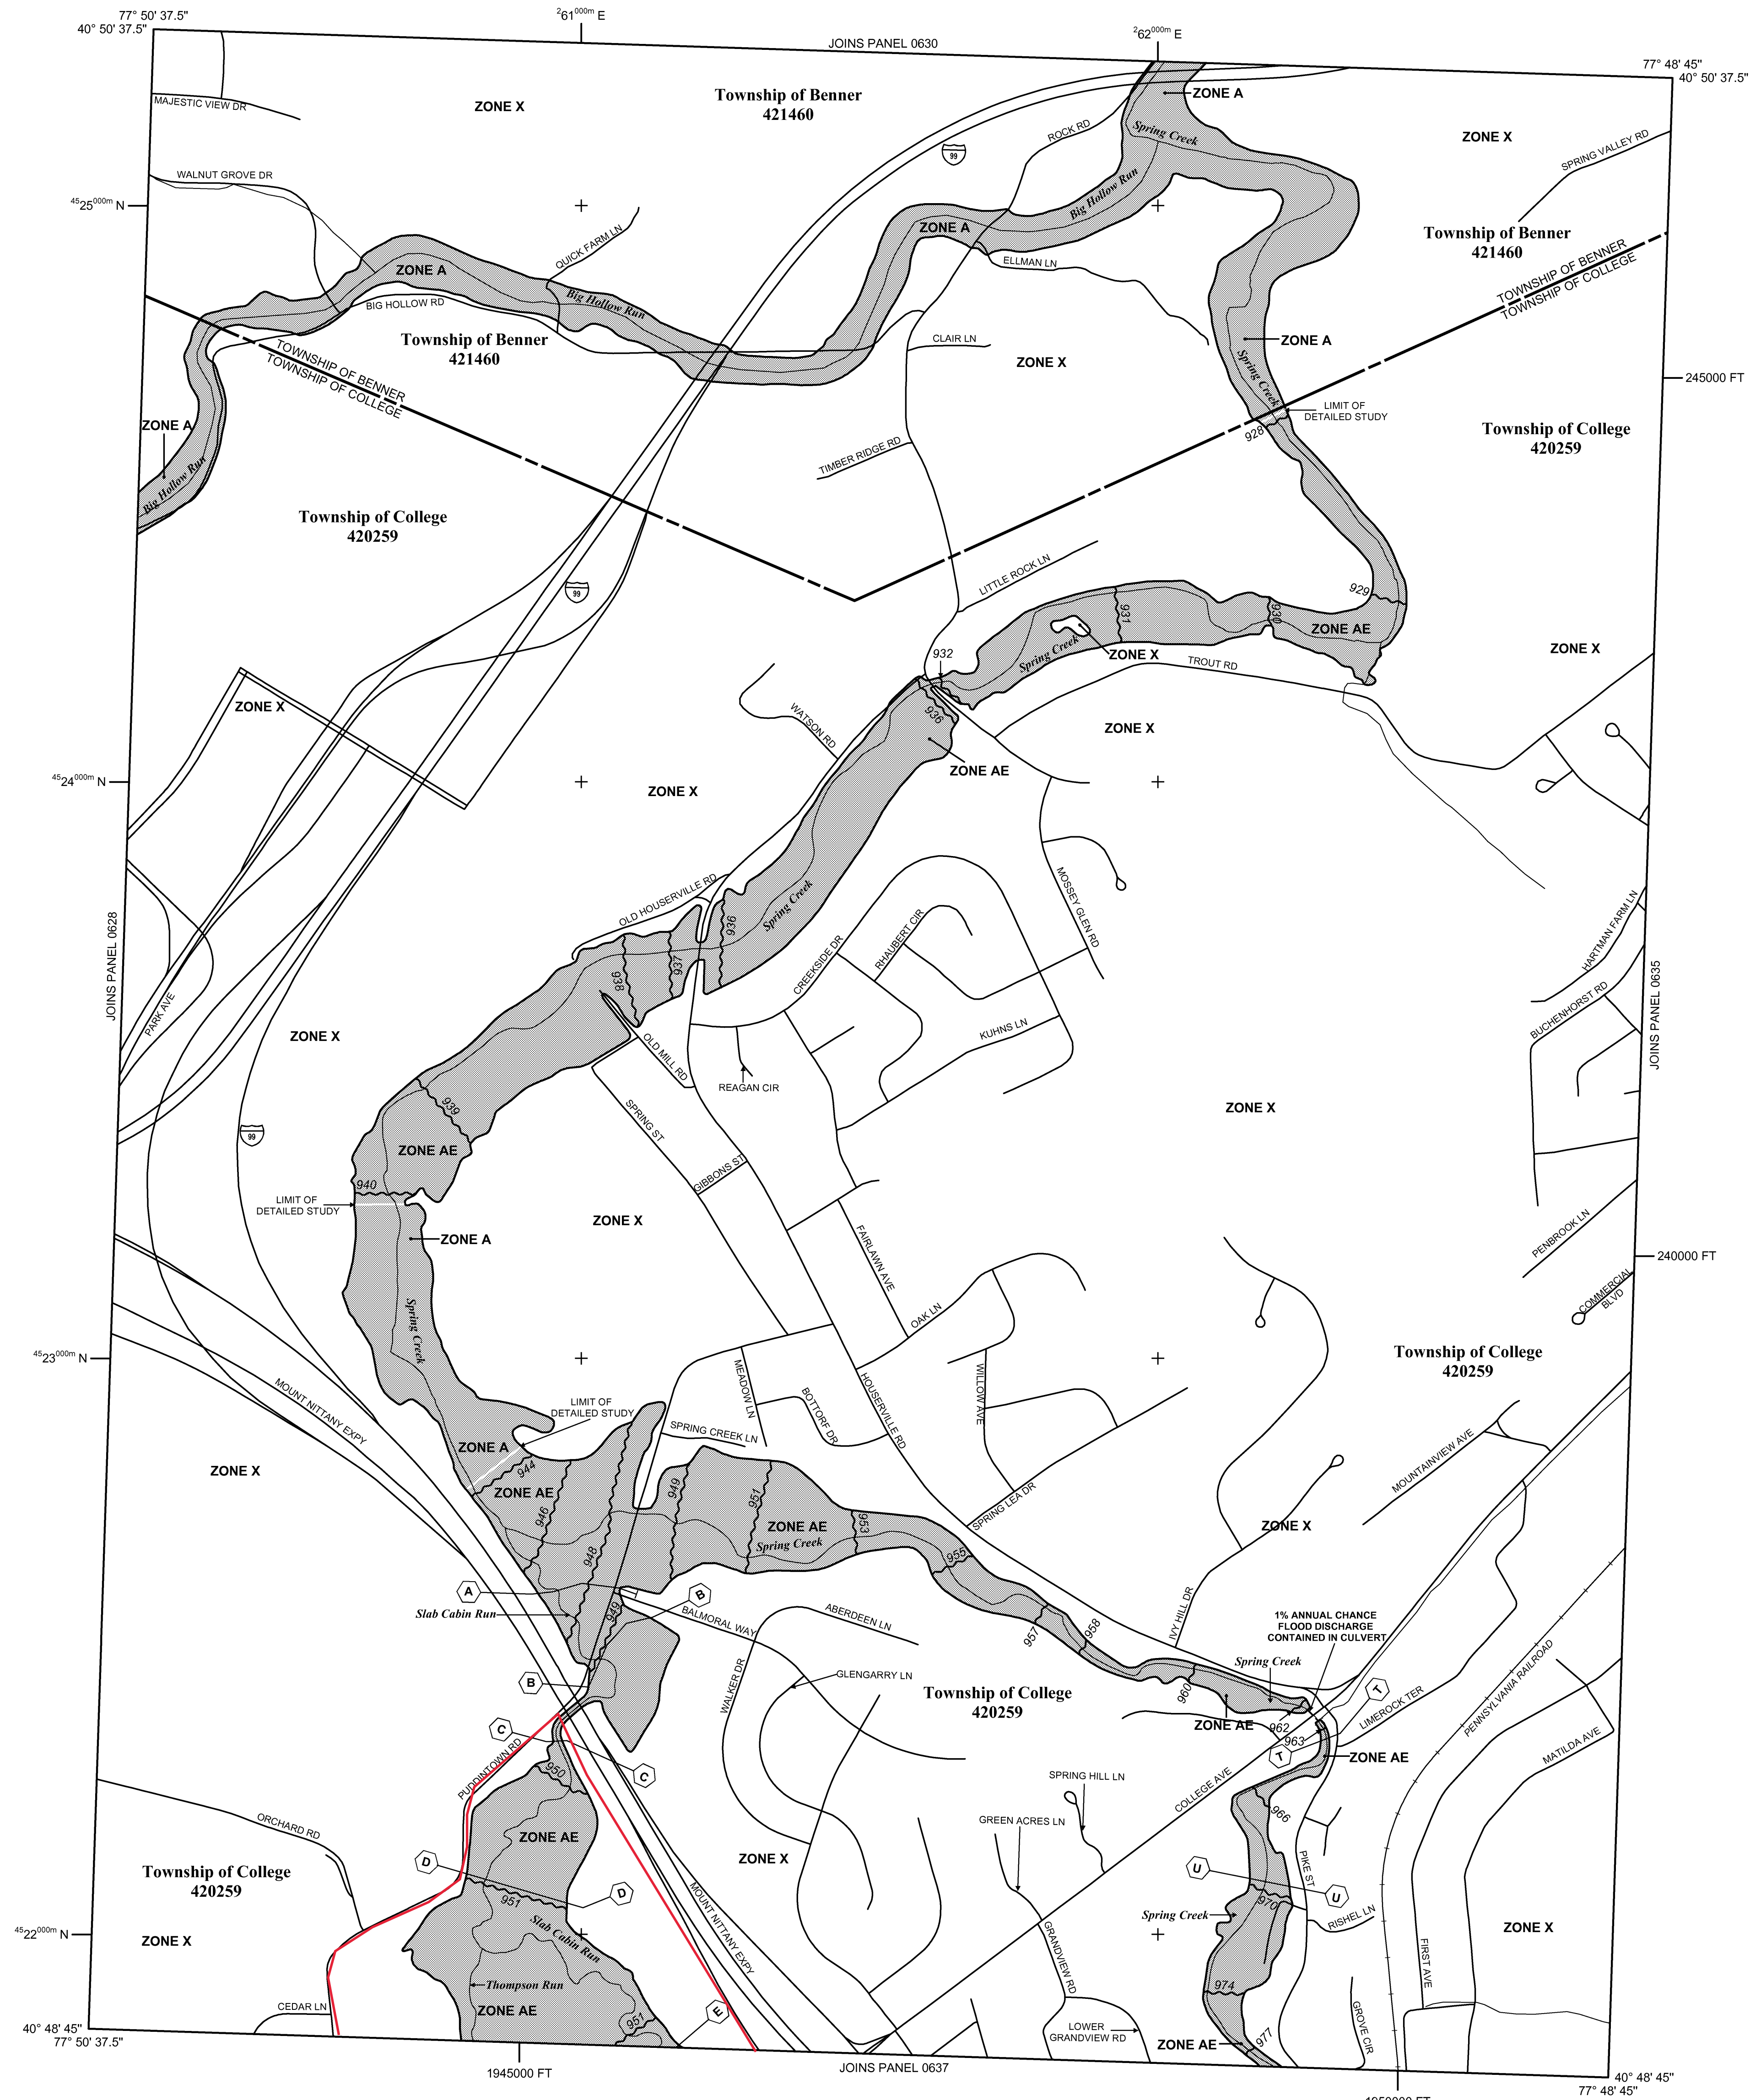 77° 50' 37.5"
40° 50' 37.5"
²61⁰⁰⁰ᵐ E
JOINS PANEL 0630
²62⁰⁰⁰ᵐ E
77° 48' 45"
40° 50' 37.5"
MAJESTIC VIEW DR
ZONE X
Township of Benner
421460
ZONE A
Spring Creek
ROCK RD
99
ZONE X
SPRING VALLEY RD
WALNUT GROVE DR
Big Hollow Run
⁴⁵25⁰⁰⁰ᵐ N
ZONE A
QUICK FARM LN
ELLMAN LN
Township of Benner
421460
TOWNSHIP OF BENNER
TOWNSHIP OF COLLEGE
ZONE A
BIG HOLLOW RD
Big Hollow Run
Township of Benner
421460
TOWNSHIP OF BENNER
TOWNSHIP OF COLLEGE
CLAIR LN
ZONE X
ZONE A
Spring Creek
245000 FT
LIMIT OF
DETAILED STUDY
928
ZONE A
Big Hollow Run
TIMBER RIDGE RD
Township of College
420259
Township of College
420259
LITTLE ROCK LN
99
929
930
931
ZONE AE
ZONE X
Spring Creek
932
TROUT RD
ZONE X
ZONE X
WATSON RD
936
ZONE X
ZONE AE
⁴⁵24⁰⁰⁰ᵐ N
ZONE X
OLD HOUSERVILLE RD
Spring Creek
936
937
938
MOSSEY GLEN RD
RHAUBERT CIR
CREEKSIDE DR
HARTMAN FARM LN
JOINS PANEL 0628
PARK AVE
BUCHENHORST RD
JOINS PANEL 0635
ZONE X
OLD MILL RD
KUHNS LN
REAGAN CIR
939
SPRING ST
ZONE X
99
ZONE AE
GIBBONS ST
940
LIMIT OF
DETAILED STUDY
ZONE X
ZONE A
FAIRLAWN AVE
PENBROOK LN
240000 FT
COMMERCIAL
BLVD
Spring Creek
OAK LN
⁴⁵23⁰⁰⁰ᵐ N
MOUNT NITTANY EXPY
MEADOW LN
BOTTORF DR
HOUSERVILLE RD
WILLOW AVE
Township of College
420259
LIMIT OF
DETAILED STUDY
SPRING CREEK LN
ZONE A
MOUNTAINVIEW AVE
ZONE X
944
ZONE AE
946
948
949
951
ZONE AE
Spring Creek
953
SPRING LEA DR
ZONE X
955
A
B
Slab Cabin Run
949
BALMORAL WAY
ABERDEEN LN
957
958
IVY HILL DR
1% ANNUAL CHANCE
FLOOD DISCHARGE
CONTAINED IN CULVERT
Spring Creek
PENNSYLVANIA RAILROAD
B
WALKER DR
GLENGARRY LN
Township of College
420259
960
ZONE AE
962
963
T
T
LIMEROCK TER
C
PUDDINTOWN RD
950
C
ZONE AE
MATILDA AVE
SPRING HILL LN
COLLEGE AVE
966
ORCHARD RD
GREEN ACRES LN
ZONE AE
Township of College
420259
D
D
951
ZONE X
MOUNT NITTANY EXPY
PIKE ST
U
U
970
Spring Creek
RISHEL LN
⁴⁵22⁰⁰⁰ᵐ N
ZONE X
Slab Cabin Run
GRANDVIEW RD
FIRST AVE
ZONE X
Thompson Run
974
CEDAR LN
ZONE AE
E
951
LOWER
GRANDVIEW RD
GROVE CIR
ZONE AE
977
40° 48' 45"
77° 50' 37.5"
1945000 FT
JOINS PANEL 0637
40° 48' 45"
77° 48' 45"